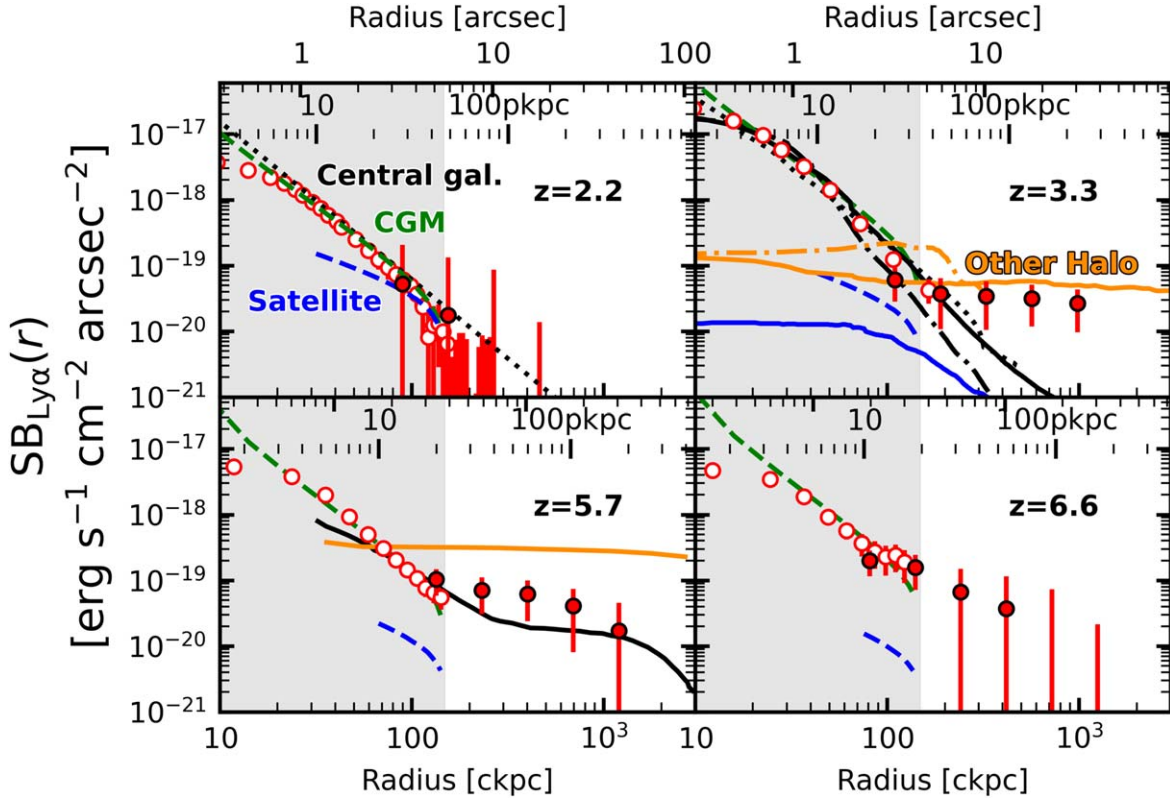 Radius [arcsec] Radius [arcsec]
1 10 100 1 10
10 100pkpc 10 100pkpc
10⁻¹⁷
Central gal. z=2.2 z=3.3
10⁻¹⁸
CGM
10⁻¹⁹
Satellite Other Halo
10⁻²⁰
10⁻²¹
10 100pkpc 10 100pkpc
10⁻¹⁷
z=5.7 z=6.6
10⁻¹⁸
10⁻¹⁹
10⁻²⁰
10⁻²¹
10 100 10³ 10 100 10³
Radius [ckpc] Radius [ckpc]
SB_Lyα(r)
[erg s⁻¹ cm⁻² arcsec⁻²]